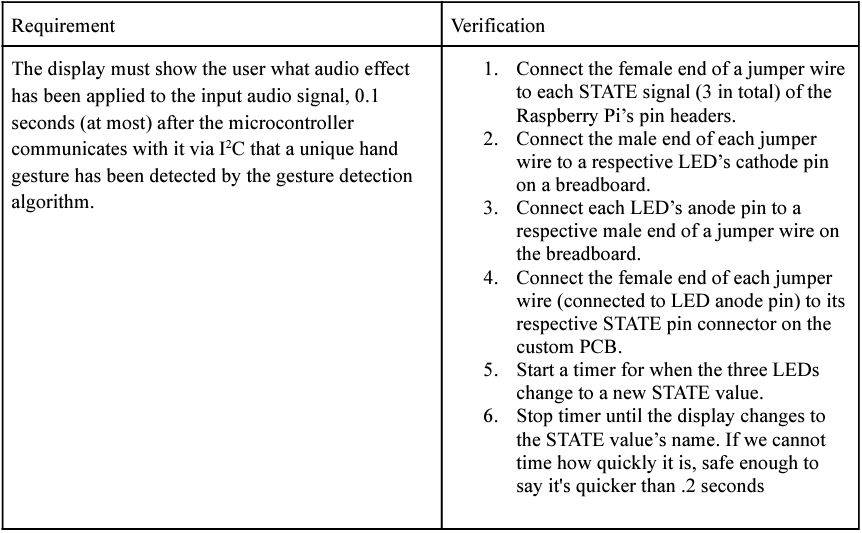 Requirement
Verification
The display must show the user what audio effect
has been applied to the input audio signal, 0.1
seconds (at most) after the microcontroller
communicates with it via I²C that a unique hand
gesture has been detected by the gesture detection
algorithm.
1. Connect the female end of a jumper wire
to each STATE signal (3 in total) of the
Raspberry Pi’s pin headers.
2. Connect the male end of each jumper
wire to a respective LED’s cathode pin
on a breadboard.
3. Connect each LED’s anode pin to a
respective male end of a jumper wire on
the breadboard.
4. Connect the female end of each jumper
wire (connected to LED anode pin) to its
respective STATE pin connector on the
custom PCB.
5. Start a timer for when the three LEDs
change to a new STATE value.
6. Stop timer until the display changes to
the STATE value’s name. If we cannot
time how quickly it is, safe enough to
say it's quicker than .2 seconds